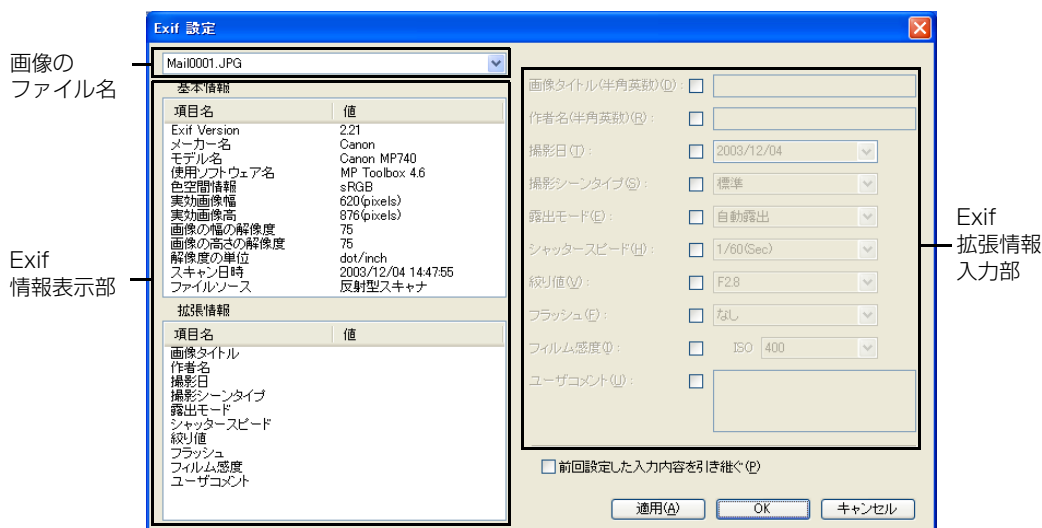 Exif 設定
画像の
ファイル名
Mail0001.JPG
基本情報
項目名 値
Exif Version 2.21
メーカー名 Canon
モデル名 Canon MP740
使用ソフトウェア名 MP Toolbox 4.6
色空間情報 sRGB
実効画像幅 620(pixels)
実効画像高 876(pixels)
画像の幅の解像度 75
画像の高さの解像度 75
解像度の単位 dot/inch
スキャン日時 2003/12/04 14:47:55
ファイルソース 反射型スキャナ
Exif
情報表示部
拡張情報
項目名 値
画像タイトル
作者名
撮影日
撮影シーンタイプ
露出モード
シャッタースピード
絞り値
フラッシュ
フィルム感度
ユーザコメント
画像タイトル(半角英数)(D):
作者名(半角英数)(R):
撮影日(T): 2003/12/04
撮影シーンタイプ(S): 標準
露出モード(E): 自動露出
シャッタースピード(H): 1/60(Sec)
絞り値(V): F2.8
フラッシュ(F): なし
フィルム感度(I): ISO 400
ユーザコメント(U):
Exif
拡張情報
入力部
前回設定した入力内容を引き継ぐ(P)
適用(A) OK キャンセル